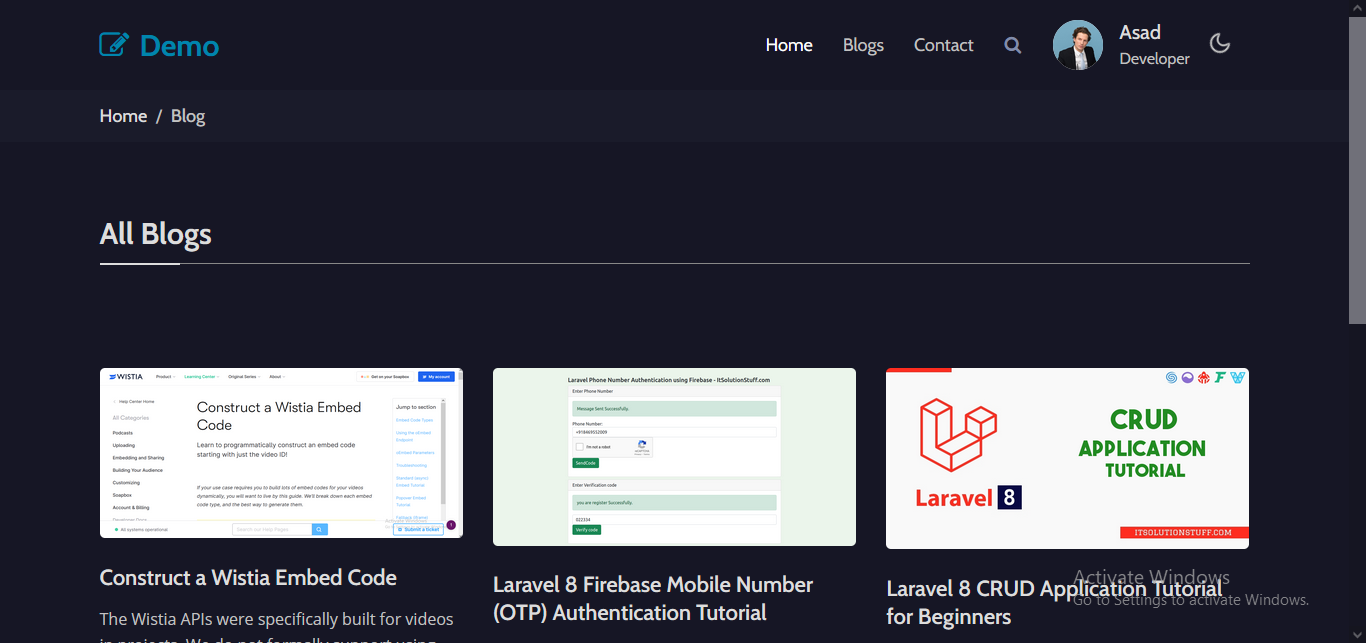 Demo
Home Blogs Contact
Asad
Developer
Home / Blog
All Blogs
WISTIA Product Learning Center Original Series About Get on your Soapbox My account
Help Center Home
All Categories
Podcasts
Uploading
Embedding and Sharing
Building Your Audience
Customizing
Soapbox
Account & Billing
All systems operational
Construct a Wistia Embed
Code
Learn to programmatically construct an embed code
starting with just the video ID!
If your use case requires you to build lots of embed codes for your videos
dynamically, you will want to live by this guide. We'll break down each embed
code type, and the best way to generate them.
Search our Help Pages
Jump to section
Embed Code Types
Using the oEmbed
Endpoint
oEmbed Parameters
Troubleshooting
Standard (async)
Embed Tutorial
Popover Embed
Tutorial
Submit a ticket
Laravel Phone Number Authentication using Firebase - ItSolutionStuff.com
Enter Phone Number
Message Sent Successfully.
Phone Number:
+918469552009
I'm not a robot
SendCode
Enter Verification code
you are register Successfully.
022334
Verify code
CRUD
APPLICATION
TUTORIAL
Laravel 8
ITSOLUTIONSTUFF.COM
Construct a Wistia Embed Code
The Wistia APIs were specifically built for videos
in projects. We do not formally support using
Laravel 8 Firebase Mobile Number
(OTP) Authentication Tutorial
Laravel 8 CRUD Application Tutorial
for Beginners
Activate Windows
Go to Settings to activate Windows.